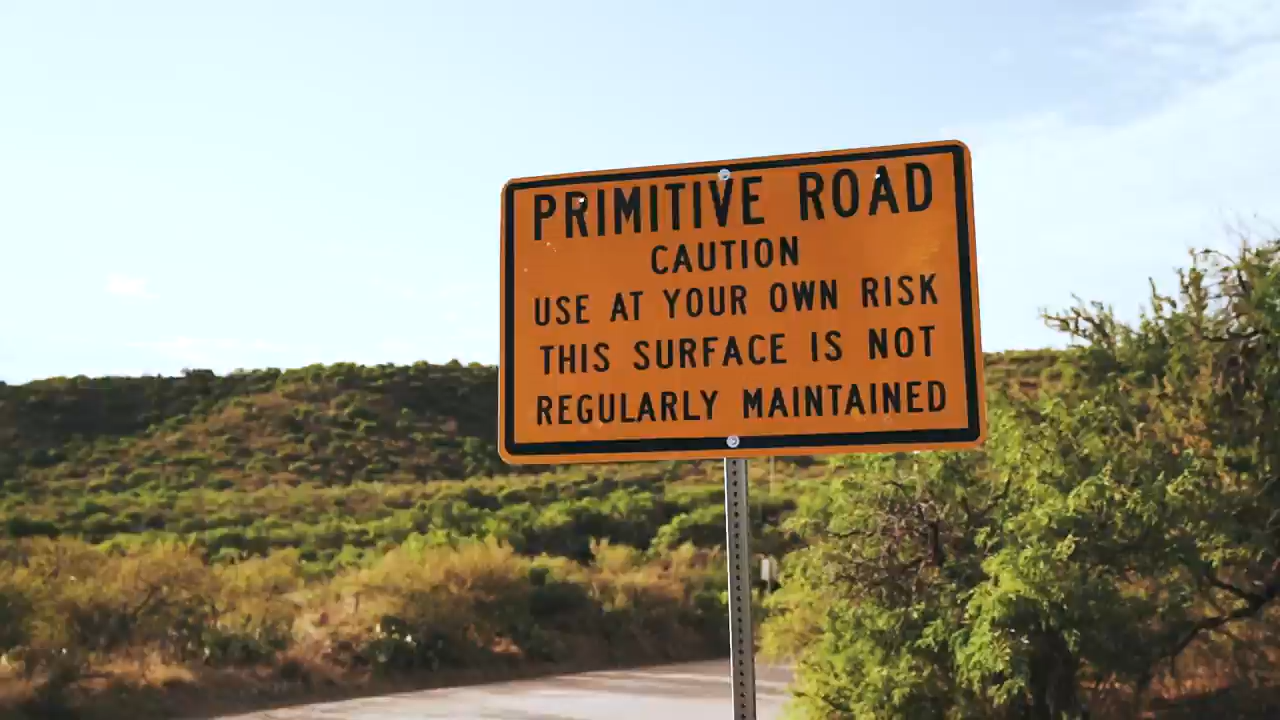 PRIMITIVE ROAD
CAUTION
USE AT YOUR OWN RISK
THIS SURFACE IS NOT
REGULARLY MAINTAINED